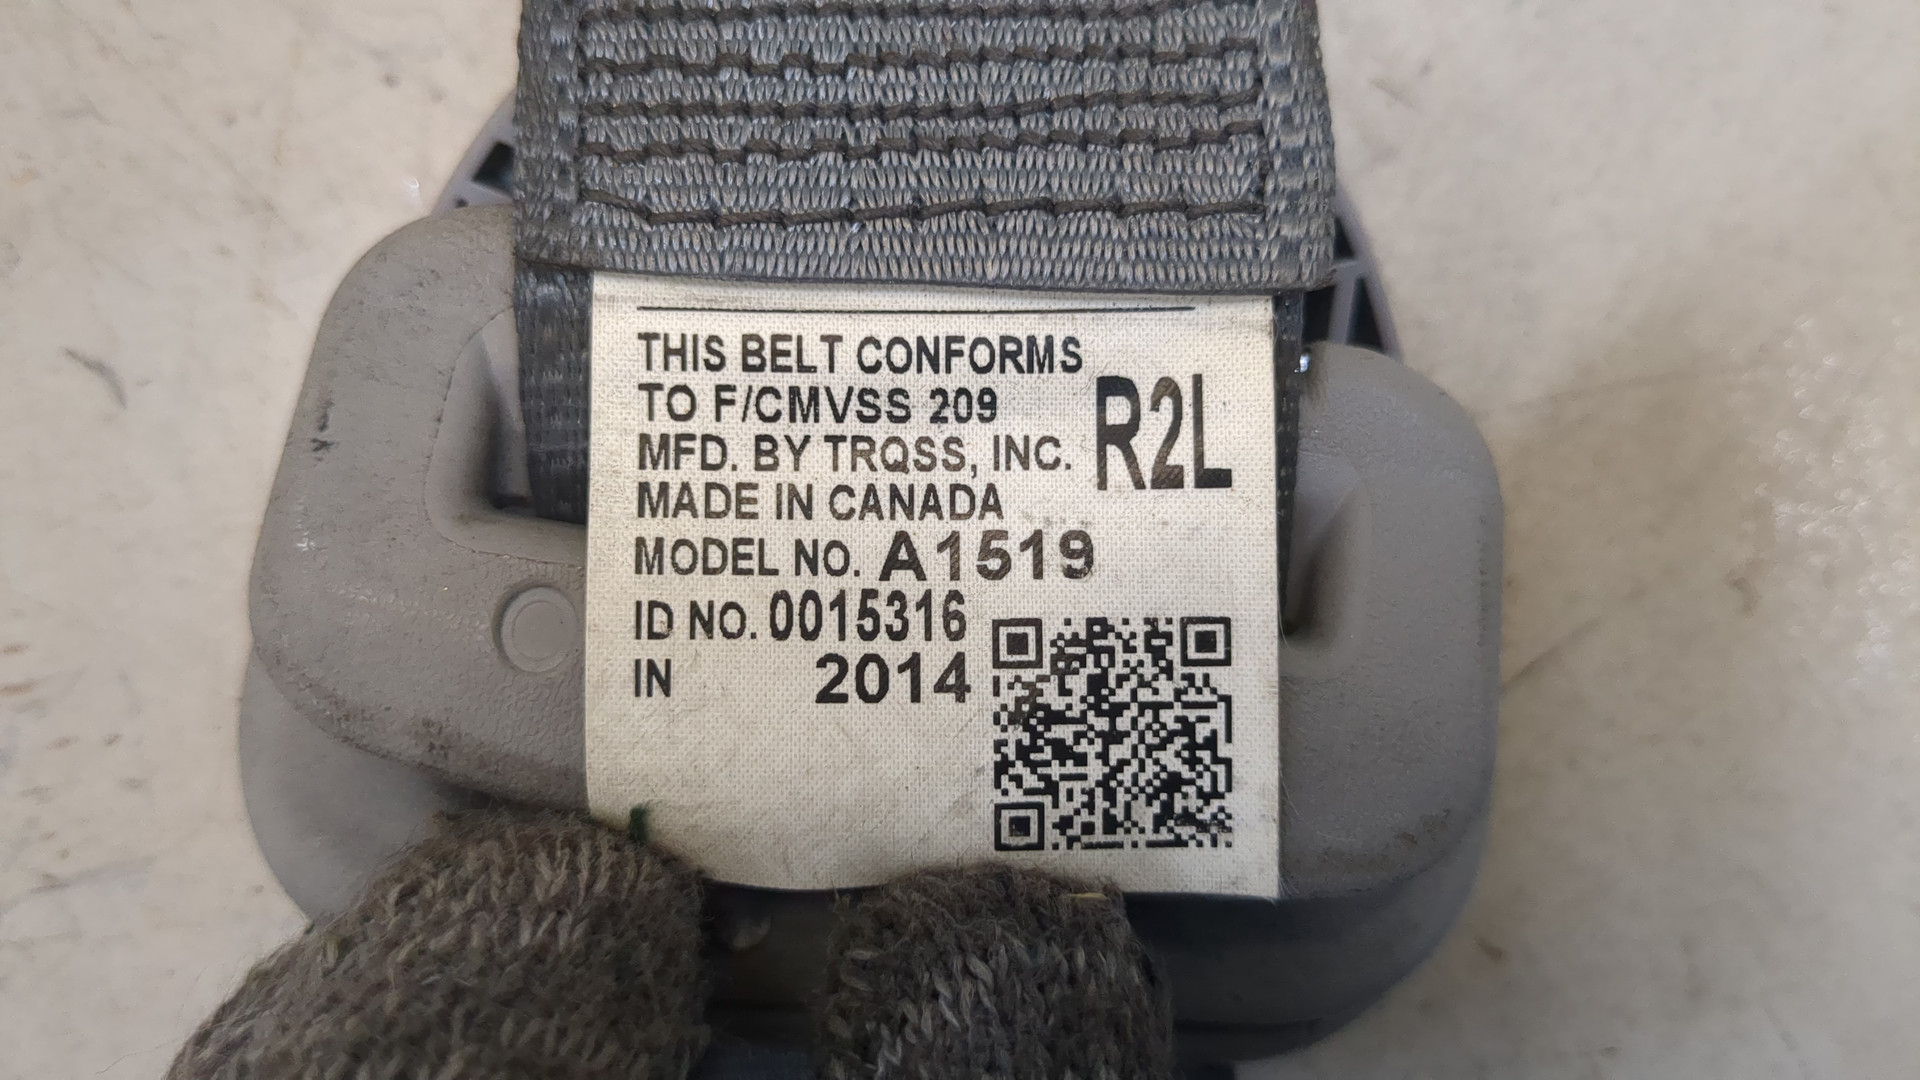 THIS BELT CONFORMS
TO F/CMVSS 209
MFD. BY TRQSS, INC.
R2L
MADE IN CANADA
MODEL NO. A1519
ID NO. 0015316
IN 2014